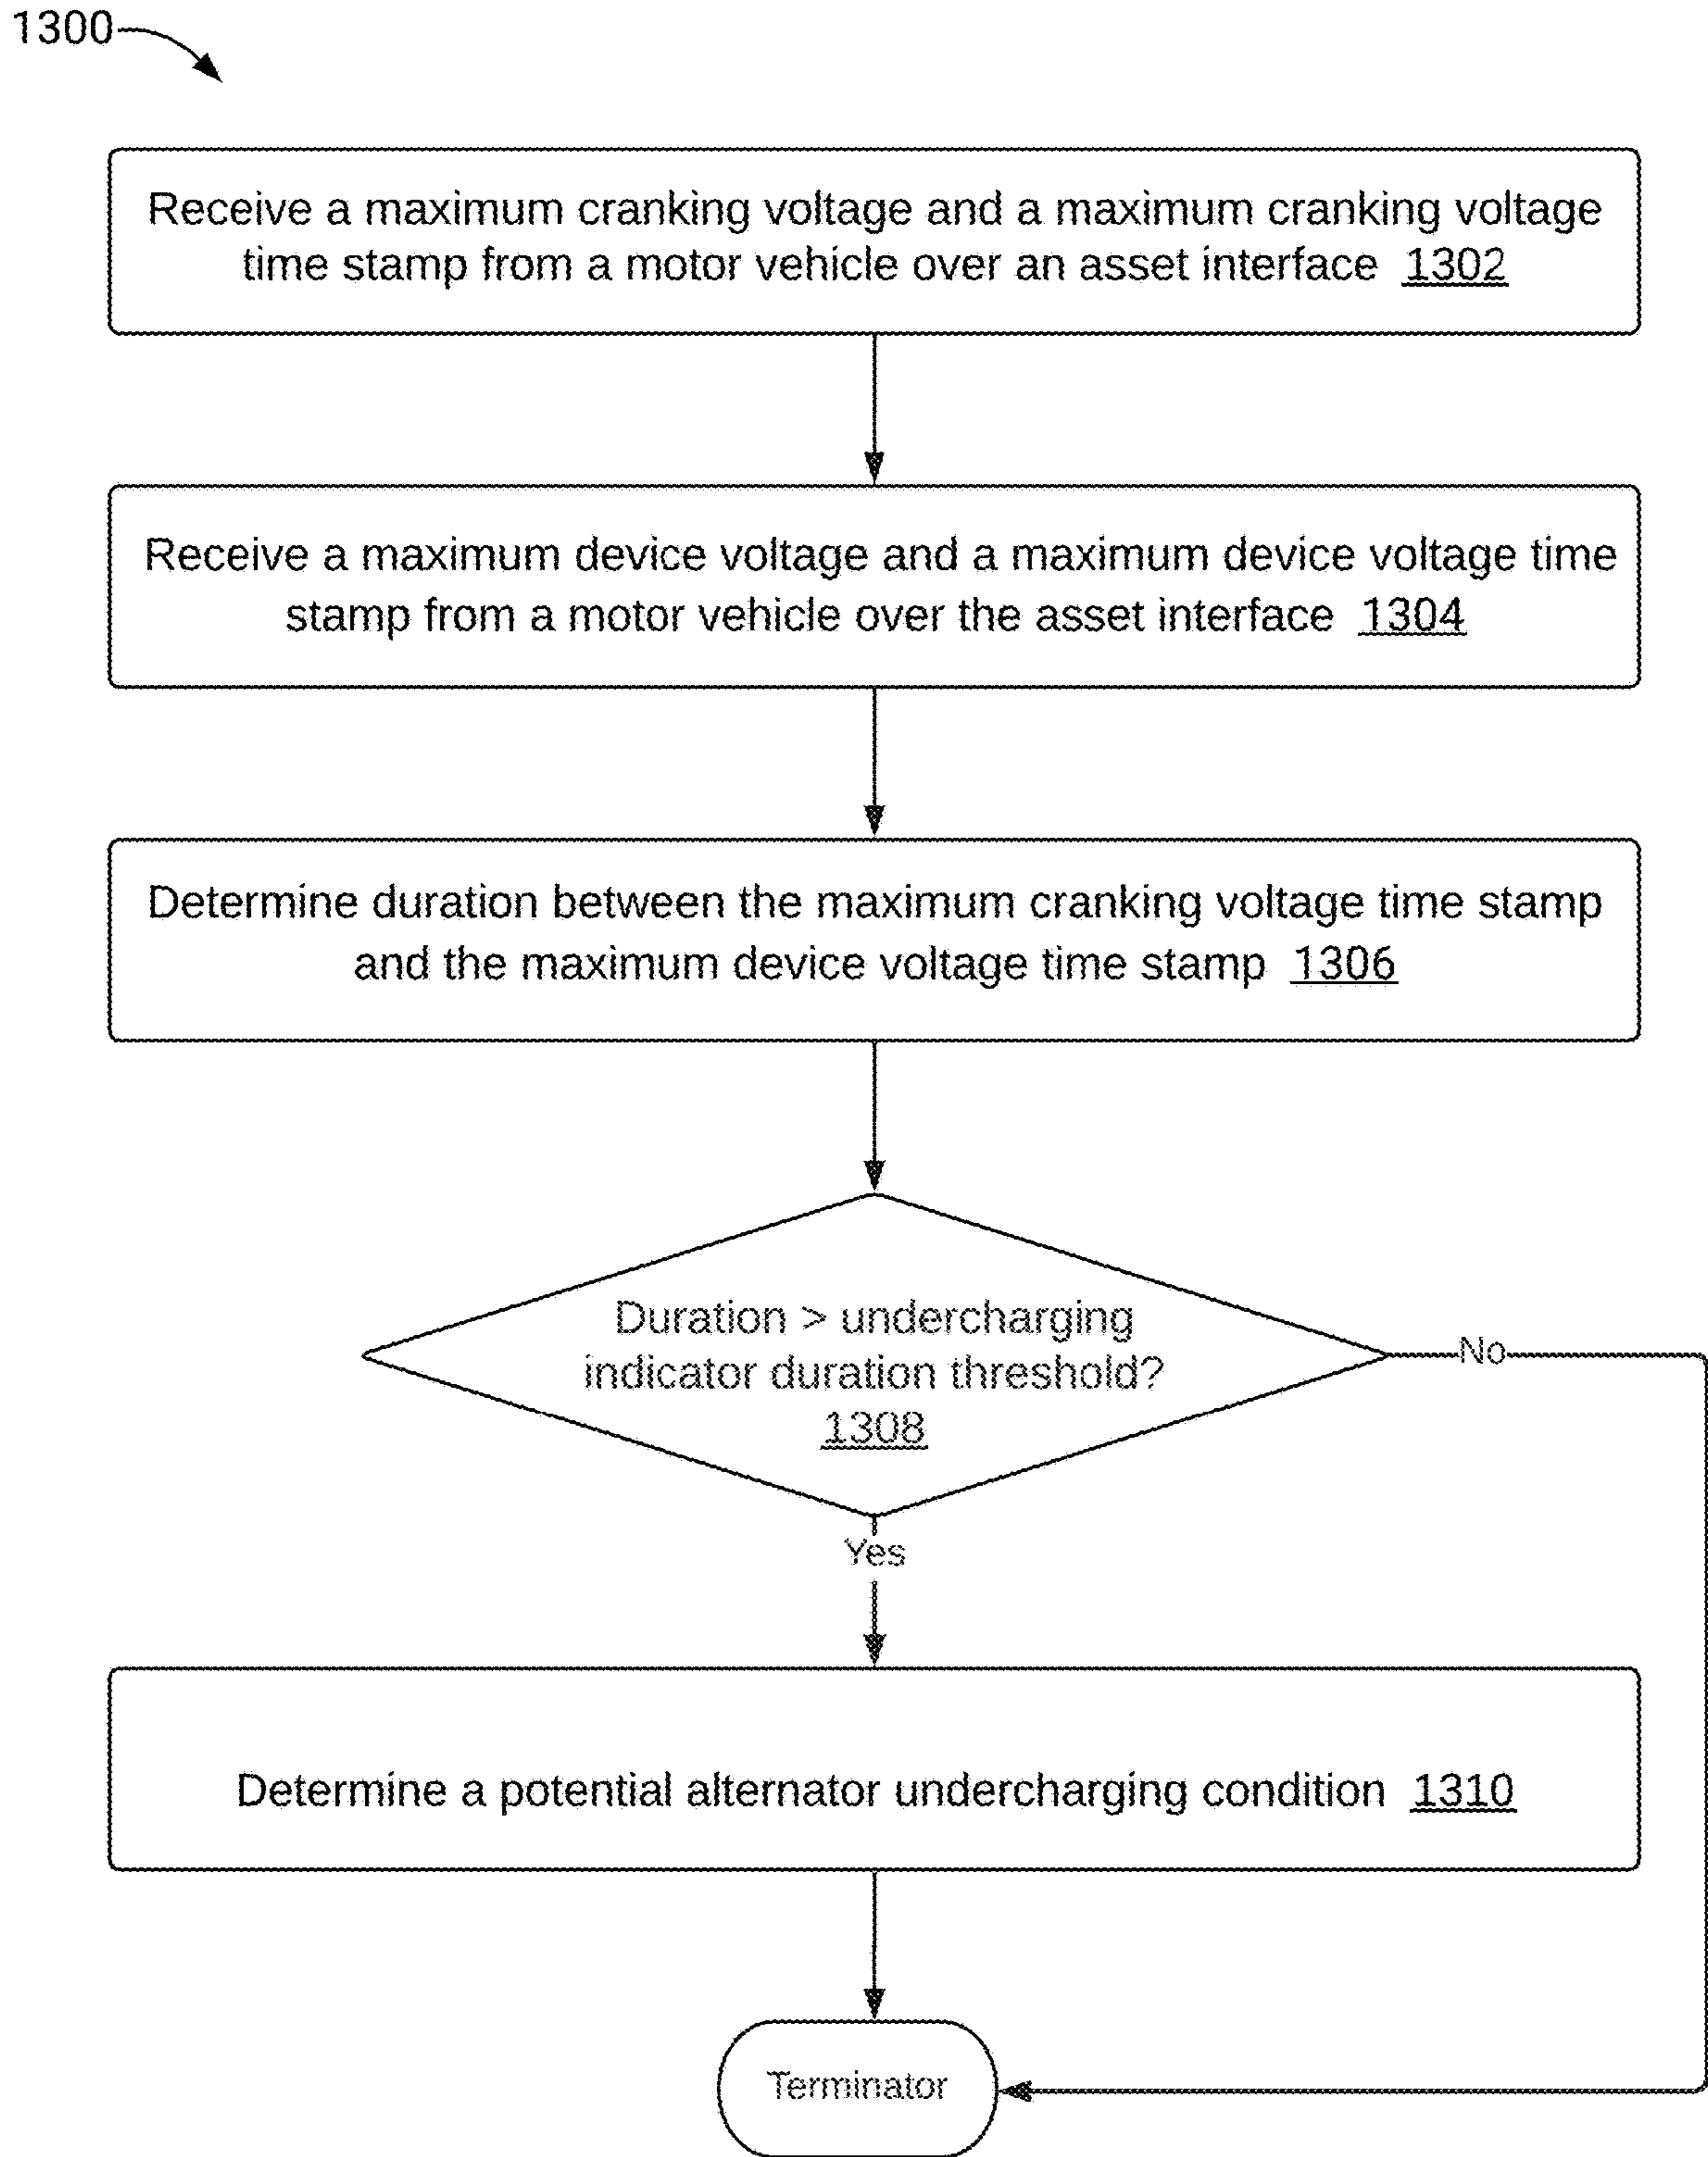 1300
Receive a maximum cranking voltage and a maximum cranking voltage
time stamp from a motor vehicle over an asset interface 1302
Receive a maximum device voltage and a maximum device voltage time
stamp from a motor vehicle over the asset interface 1304
Determine duration between the maximum cranking voltage time stamp
and the maximum device voltage time stamp 1306
Duration > undercharging
indicator duration threshold?
1308
No
Yes
Determine a potential alternator undercharging condition 1310
Terminator